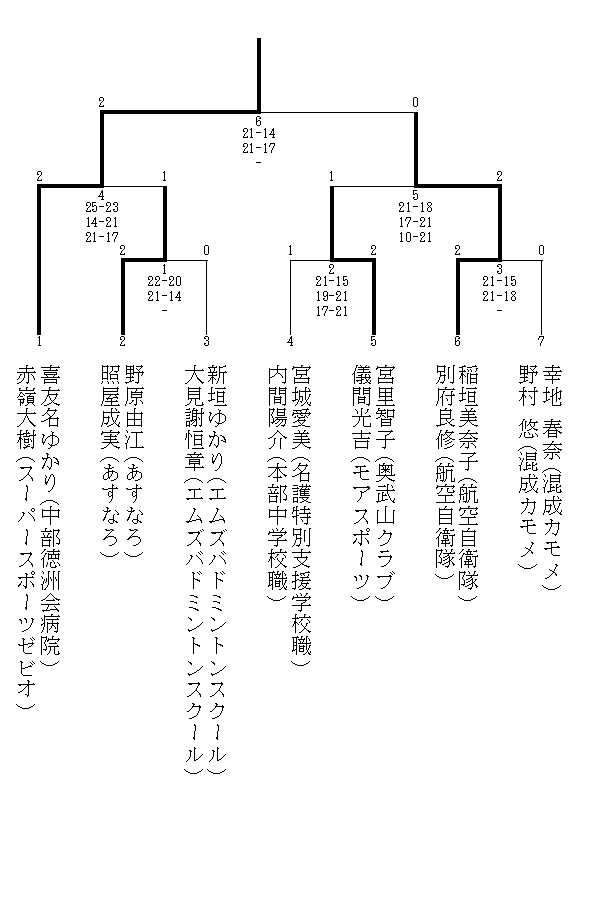 2 0
6
21-14
21-17
-
2 1 1 2
4 5
25-23 21-18
14-21 17-21
21-17 10-21
2 0 1 2 2 0
1 2 3
22-20 21-15 21-15
21-14 19-21 21-18
- 17-21 -
1 2 3 4 5 6 7
赤嶺大樹(スーパースポーツゼビオ)
喜友名ゆかり(中部徳洲会病院)
照屋成実(あすなろ)
野原由江(あすなろ)
大見謝恒章(エムズバドミントンスクール)
新垣ゆかり(エムズバドミントンスクール)
内間陽介(本部中学校職)
宮城愛美(名護特別支援学校職)
儀間光吉(モアスポーツ)
宮里智子(奥武山クラブ)
別府良修(航空自衛隊)
稲垣美奈子(航空自衛隊)
野村 悠(混成カモメ)
幸地 春奈(混成カモメ)